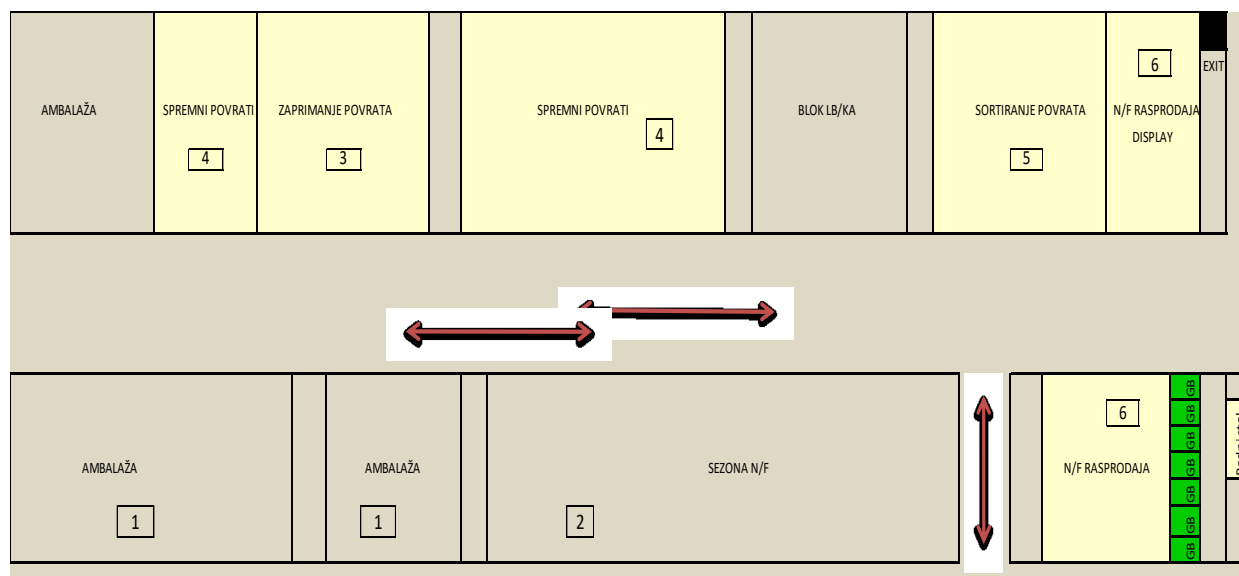 AMBALAŽA
SPREMNI POVRATI
4
ZAPRIMANJE POVRATA
3
SPREMNI POVRATI
4
BLOK LB/KA
SORTIRANJE POVRATA
5
6
N/F RASPRODAJA
DISPLAY
EXIT
AMBALAŽA
1
AMBALAŽA
1
SEZONA N/F
2
6
N/F RASPRODAJA
GB
GB
GB
GB
GB
GB
GB